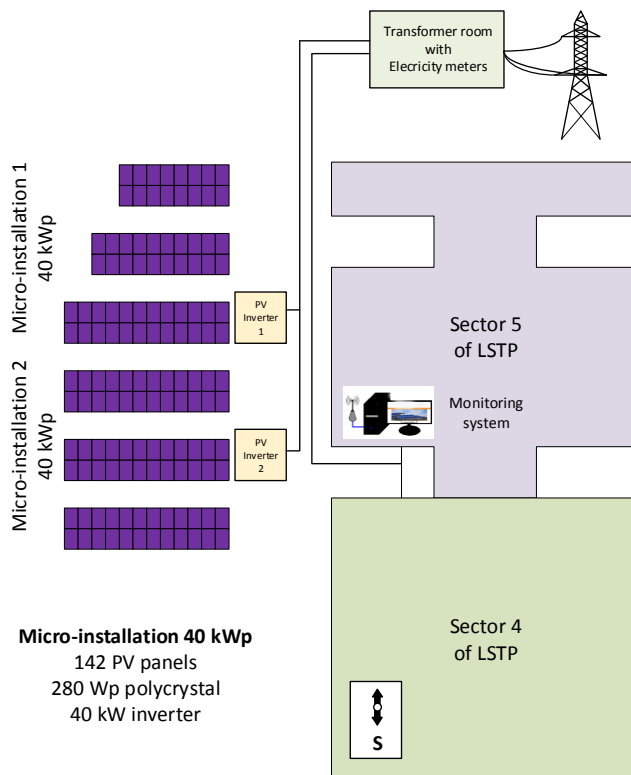 Transformer room
with
Elecricity meters
Micro-installation 1
40 kWp
PV
Inverter
1
Micro-installation 2
40 kWp
PV
Inverter
2
Sector 5
of LSTP
Monitoring
system
Sector 4
of LSTP
Micro-installation 40 kWp
142 PV panels
280 Wp polycrystal
40 kW inverter
S